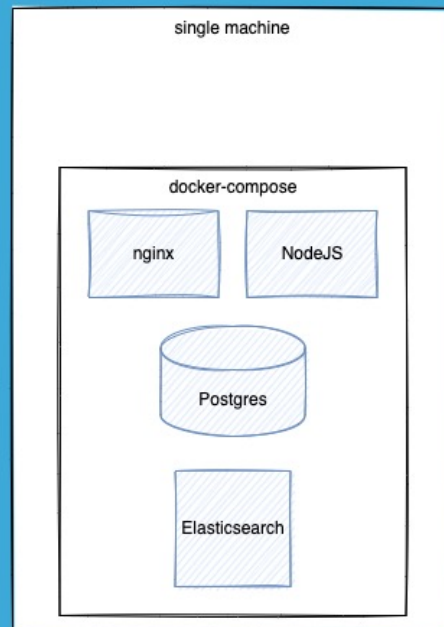 single machine
docker-compose
nginx
NodeJS
Postgres
Elasticsearch